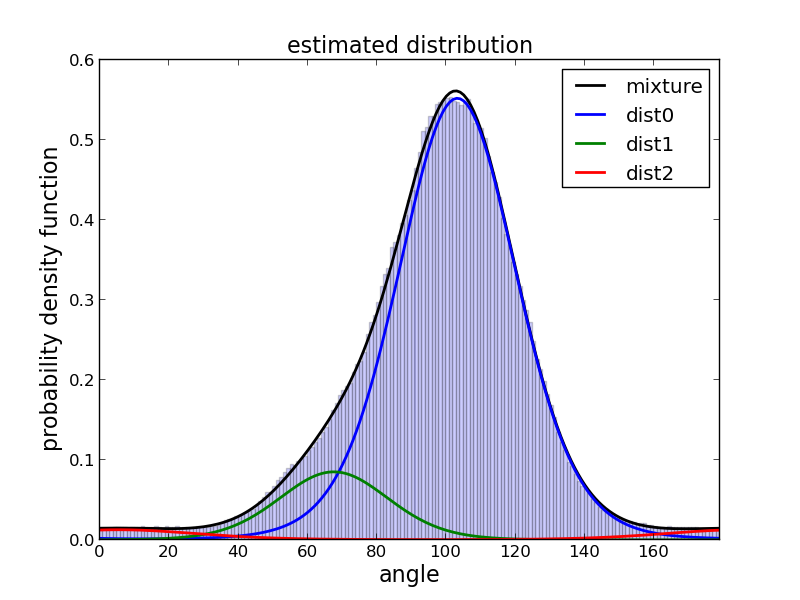 estimated distribution
mixture
dist0
dist1
dist2
probability density function
0.6
0.5
0.4
0.3
0.2
0.1
0.0
0 20 40 60 80 100 120 140 160
angle